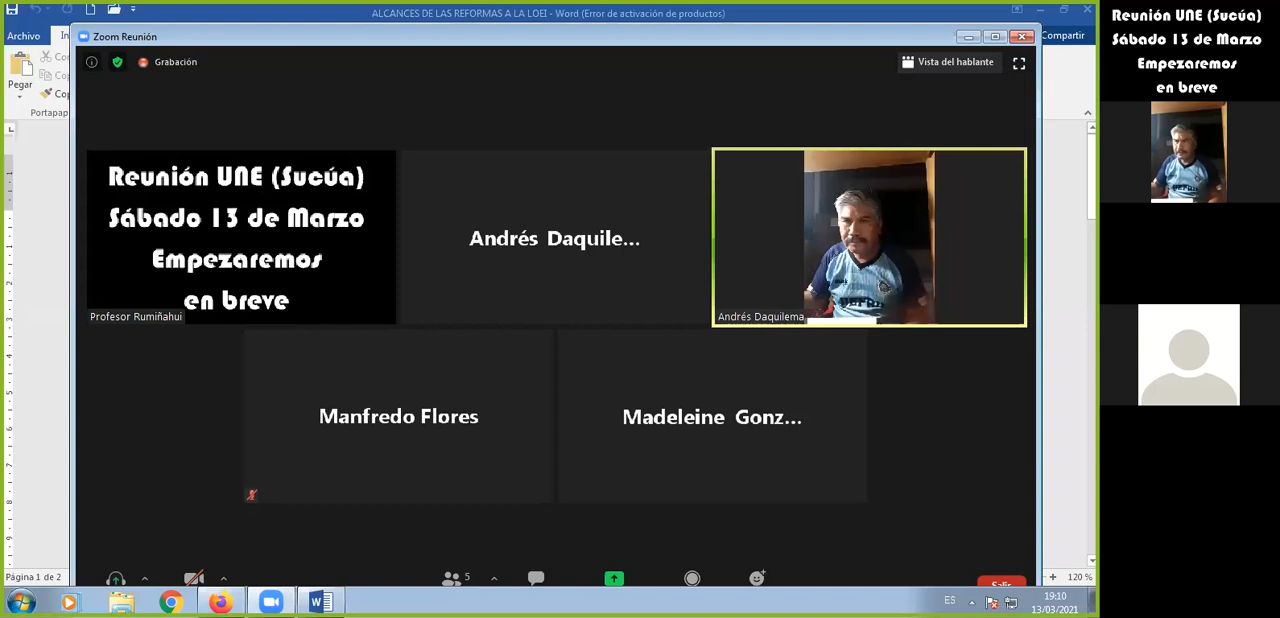 ALCANCES DE LAS REFORMAS A LA LOEI - Word (Error de activación de productos)
Archivo
Compartir
Pegar
Zoom Reunión
Grabación
Vista del hablante
Reunión UNE (Sucúa)
Sábado 13 de Marzo
Empezaremos
en breve
Profesor Rumiñahui
Andrés Daquile...
Andrés Daquilema
Manfredo Flores
Madeleine Gonz...
5
Salir
Página 1 de 2
120 %
ES
19:10
13/03/2021
Reunión UNE (Sucúa)
Sábado 13 de Marzo
Empezaremos
en breve